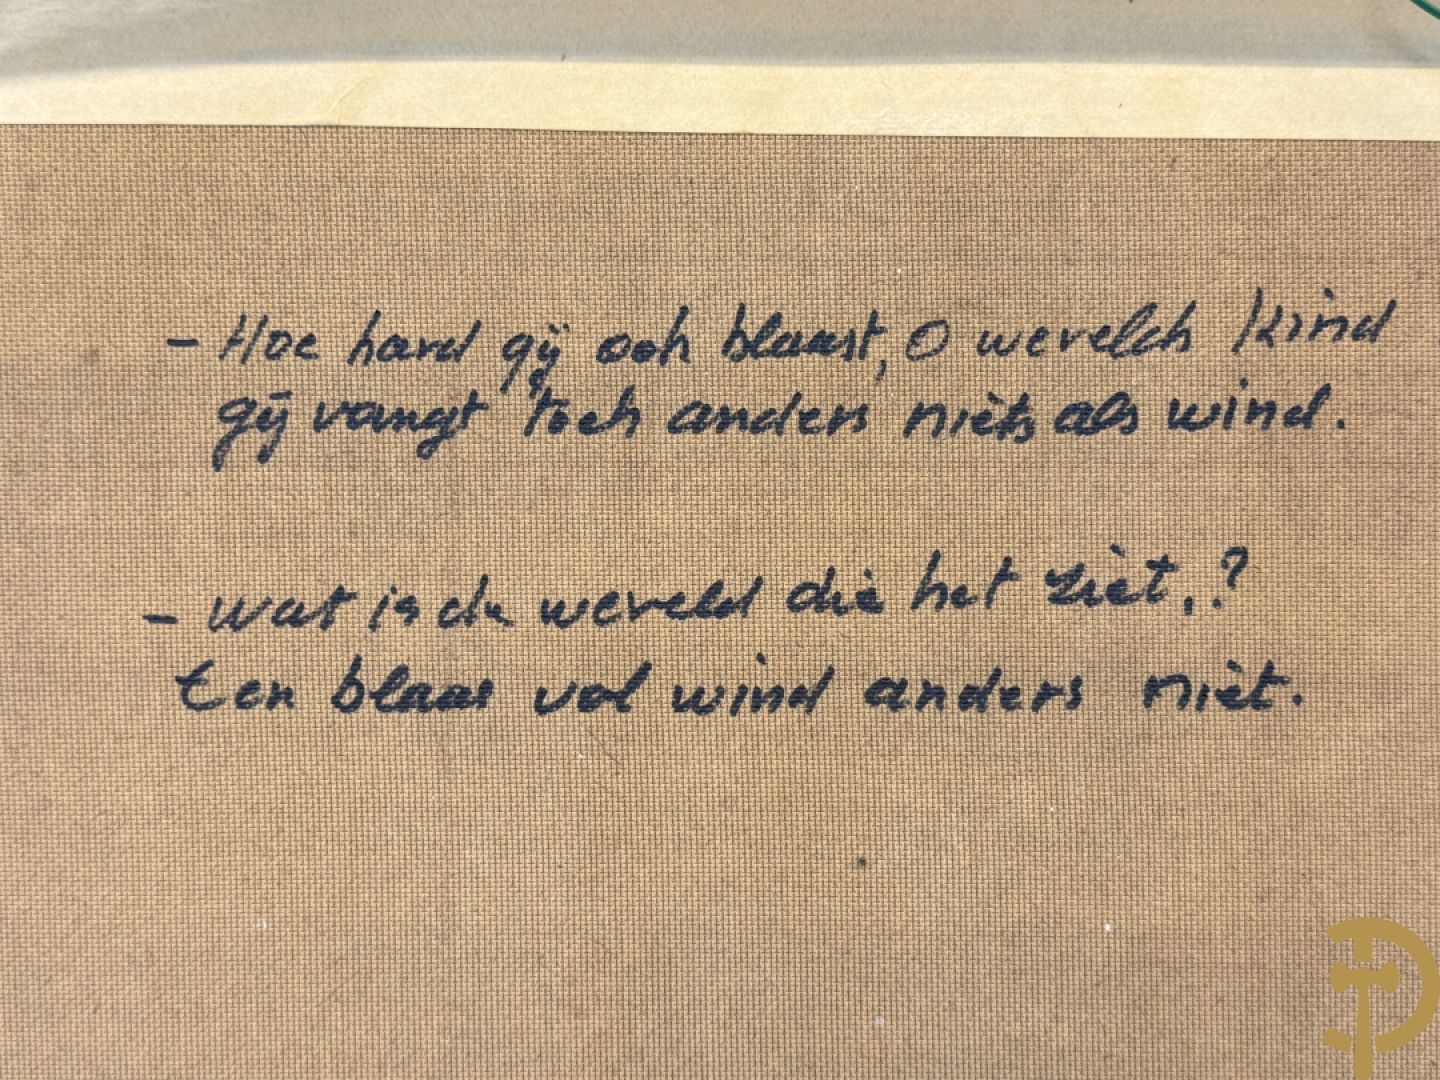 - Hoe hard gij ook blaast, O wereldch kind
gij vangt toch anders niets als wind.
- wat is de wereld die het ziet,?
Een blaas vol wind anders niet.